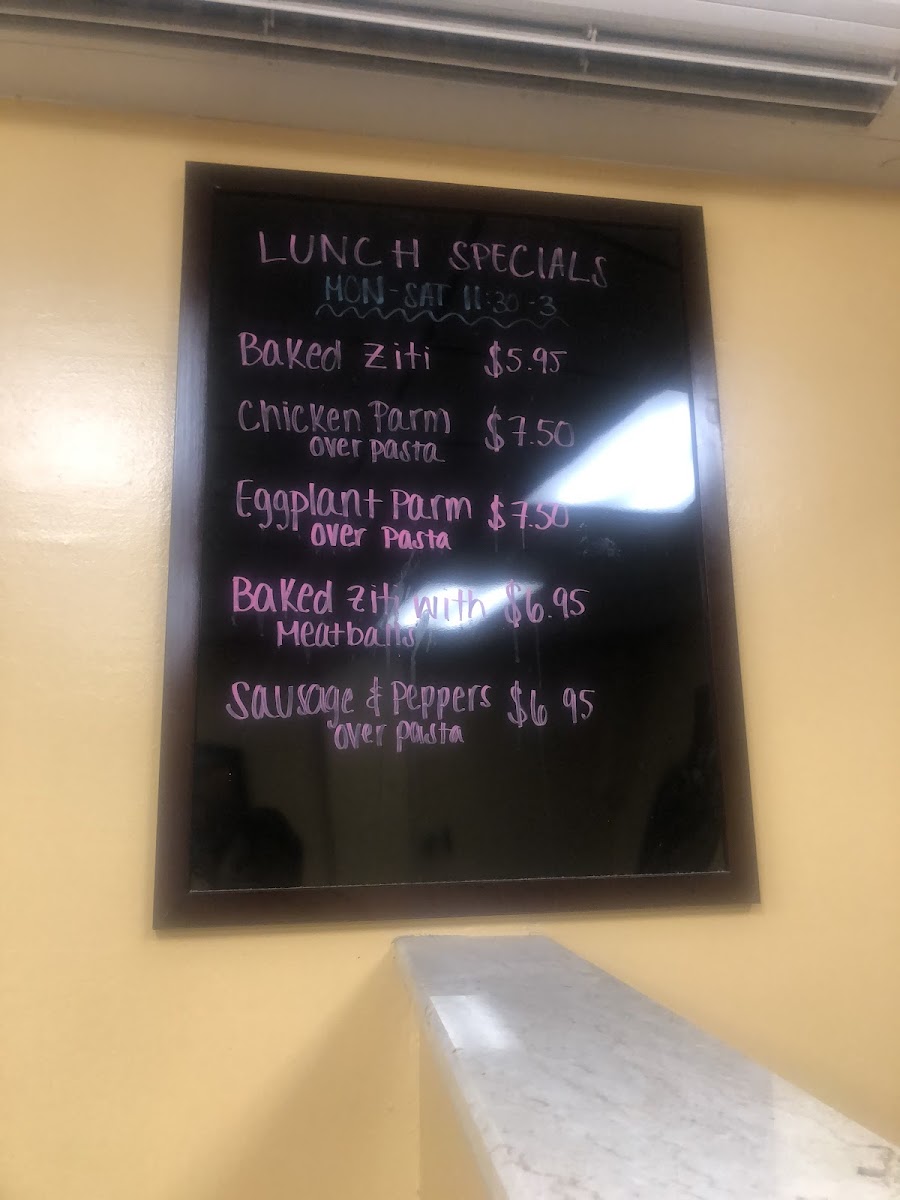 LUNCH SPECIALS
MON-SAT 11:30-3
Baked Ziti $5.95
Chicken Parm $7.50
over pasta
Eggplant Parm $7.50
over Pasta
Baked Ziti with $6.95
Meatballs
Sausage & Peppers $6 95
over pasta